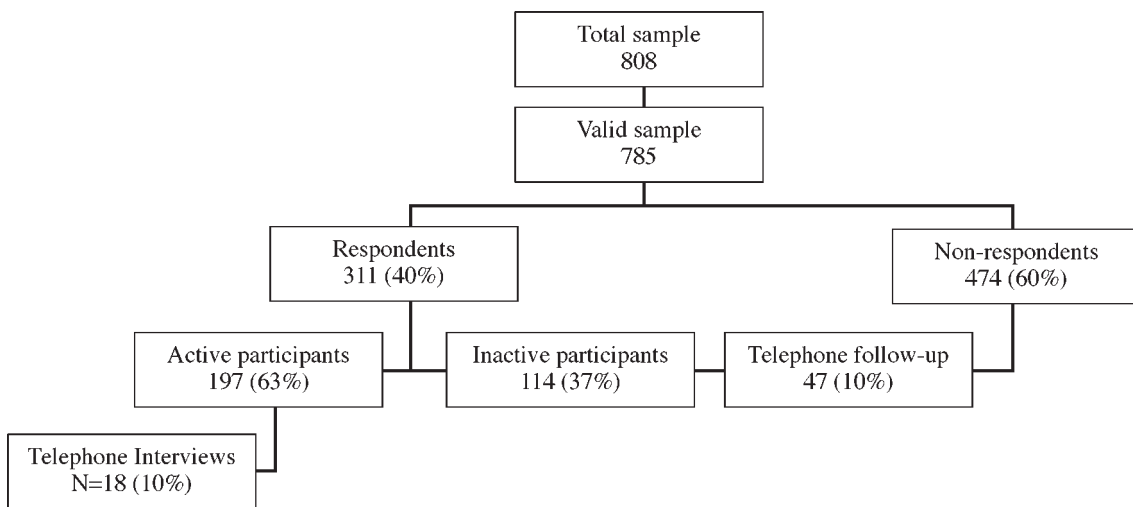 Total sample
808
Valid sample
785
Respondents
311 (40%)
Non-respondents
474 (60%)
Active participants
197 (63%)
Inactive participants
114 (37%)
Telephone follow-up
47 (10%)
Telephone Interviews
N=18 (10%)